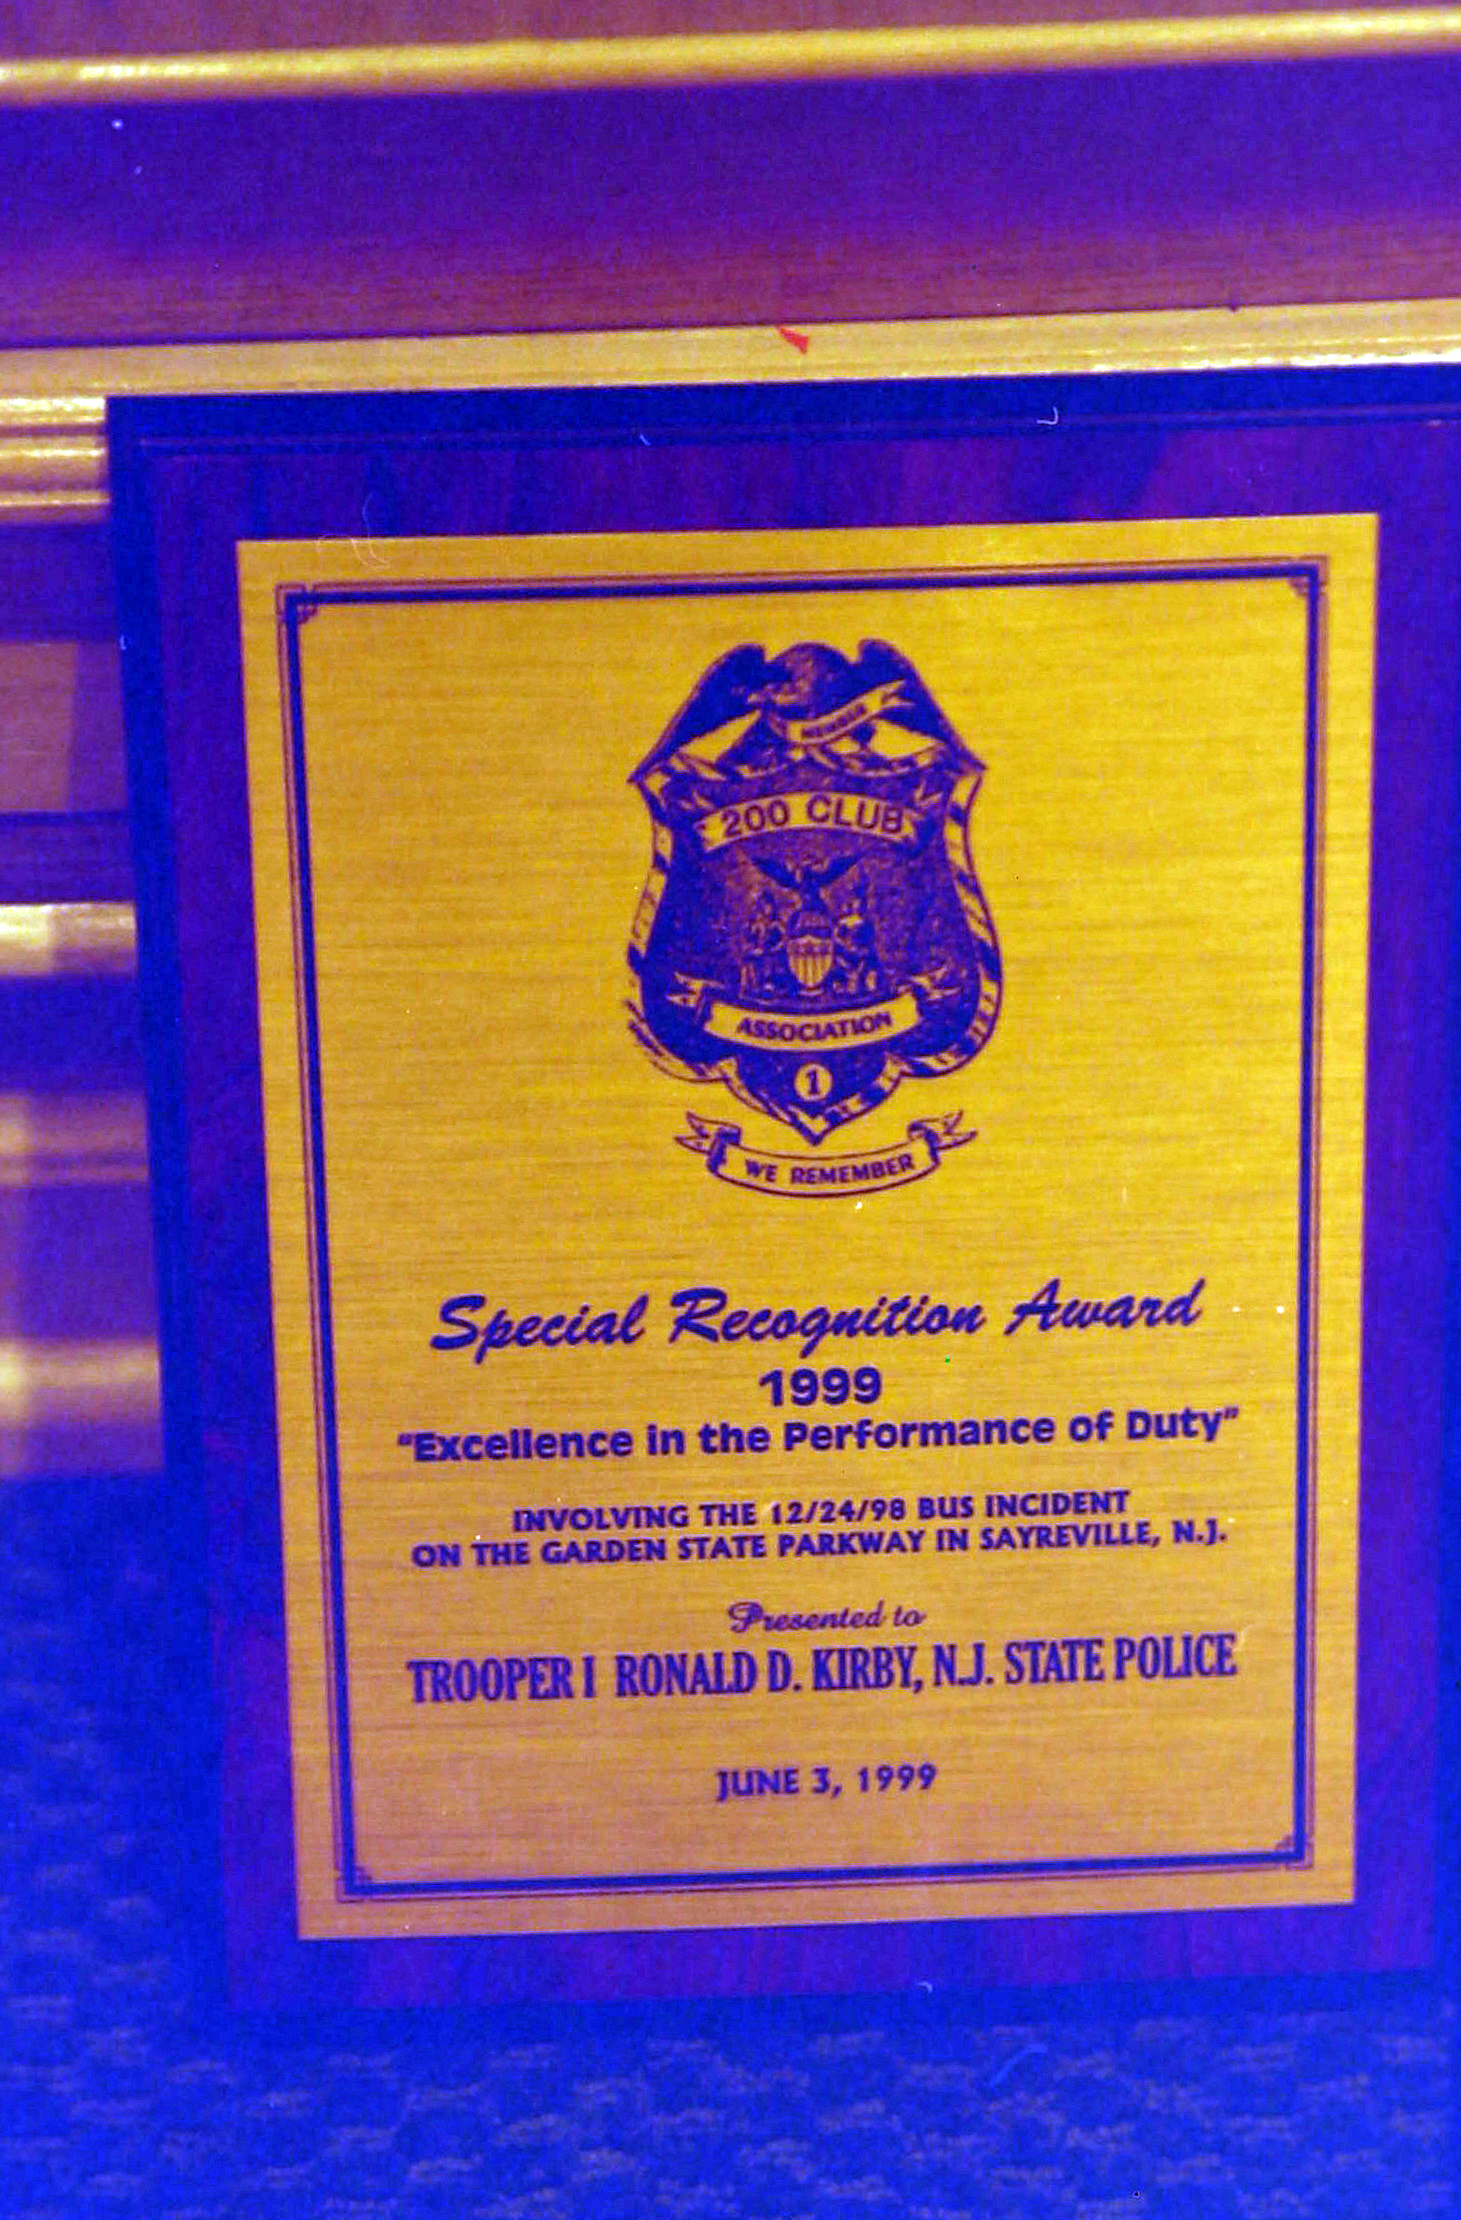 MEMBER
200 CLUB
ASSOCIATION
1
WE REMEMBER
Special Recognition Award
1999
"Excellence in the Performance of Duty"
INVOLVING THE 12/24/98 BUS INCIDENT
ON THE GARDEN STATE PARKWAY IN SAYREVILLE, N.J.
Presented to
TROOPER I RONALD D. KIRBY, N.J. STATE POLICE
JUNE 3, 1999